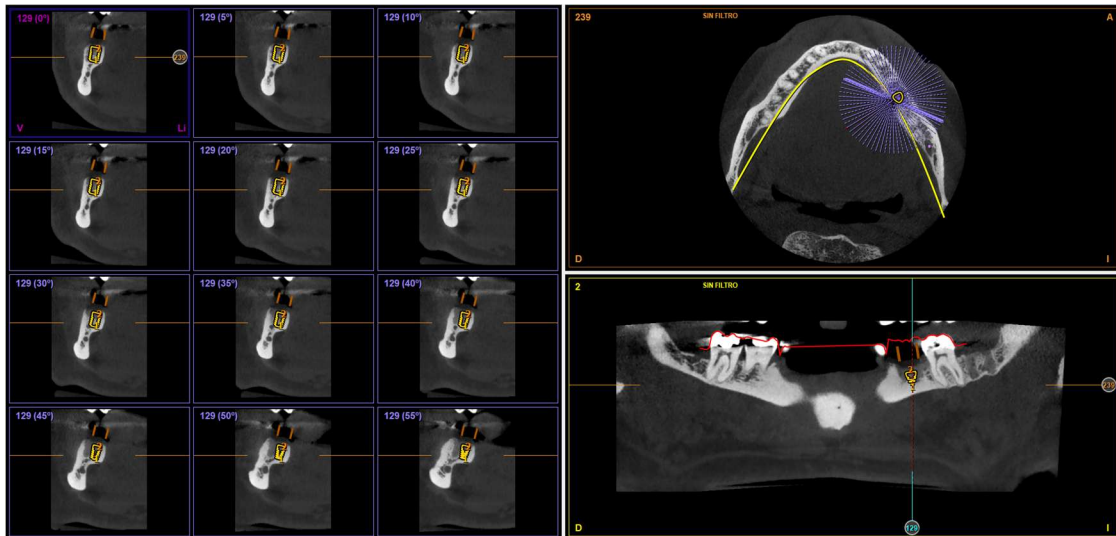 129 (0º)
129 (5º)
129 (10º)
239
V
Li
129 (15º)
129 (20º)
129 (25º)
129 (30º)
129 (35º)
129 (40º)
129 (45º)
129 (50º)
129 (55º)
239
SIN FILTRO
A
D
I
2
SIN FILTRO
239
D
129
I